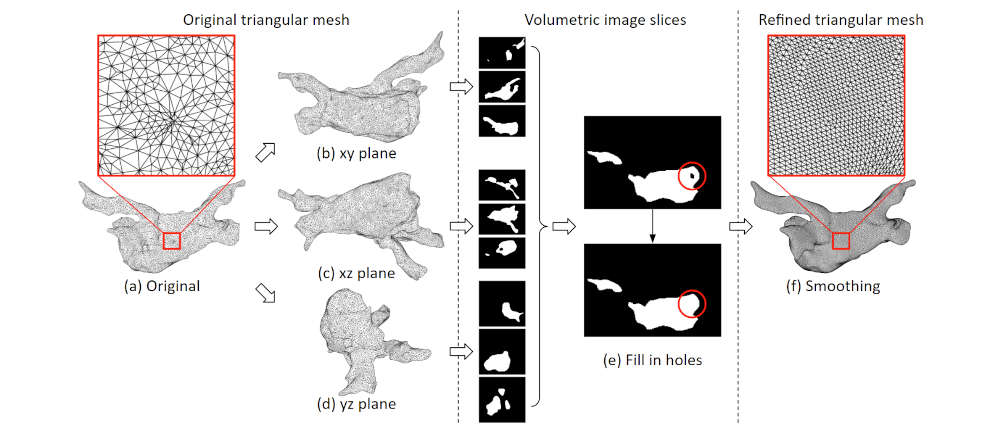 Original triangular mesh
Volumetric image slices
Refined triangular mesh
(b) xy plane
(c) xz plane
(a) Original
(f) Smoothing
(e) Fill in holes
(d) yz plane